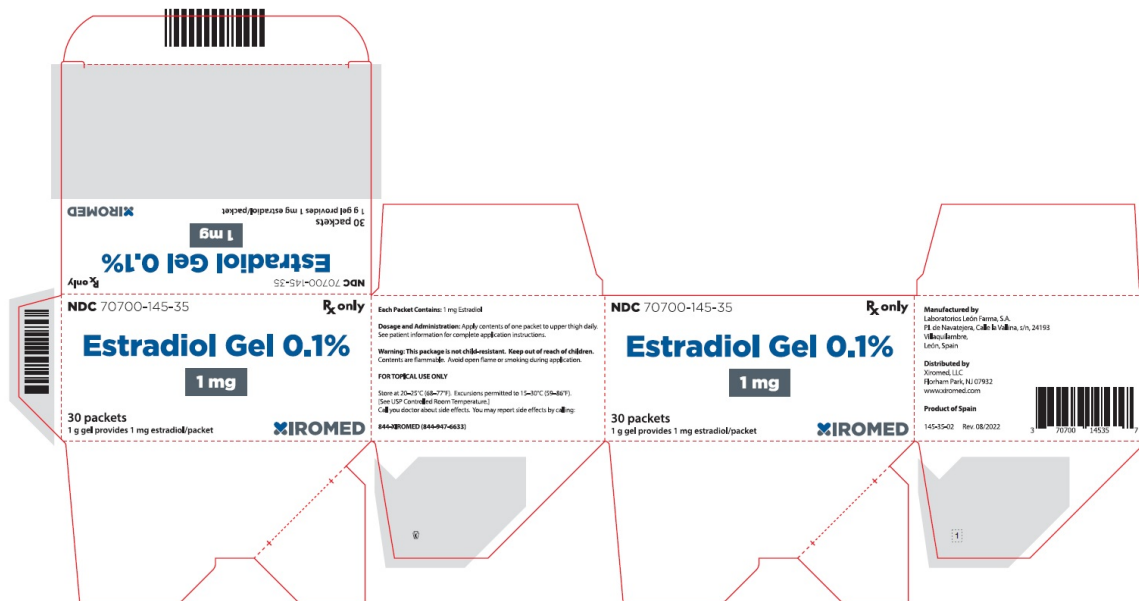 XIROMED
1 g gel provides 1 mg estradiol/packet
30 packets
1 mg
Estradiol Gel 0.1%
Rx only
NDC 70700-145-35
NDC 70700-145-35
Rx only
Estradiol Gel 0.1%
1 mg
30 packets
1 g gel provides 1 mg estradiol/packet
XIROMED
Each Packet Contains: 1 mg Estradiol
Dosage and Administration: Apply contents of one packet to upper thigh daily.
See patient information for complete application instructions.
Warning: This package is not child-resistant. Keep out of reach of children.
Contents are flammable. Avoid open flame or smoking during application.
FOR TOPICAL USE ONLY
Store at 20–25°C (68–77°F). Excursions permitted to 15–30°C (59–86°F).
[See USP Controlled Room Temperature.]
Call you doctor about side effects. You may report side effects by calling:
844-XIROMED (844-947-6633)
NDC 70700-145-35
Rx only
Estradiol Gel 0.1%
1 mg
30 packets
1 g gel provides 1 mg estradiol/packet
XIROMED
Manufactured by
Laboratorios León Farma, S.A.
P.I. de Navatejera, Calle la Vallina, s/n, 24193
Villaquilambre,
León, Spain
Distributed by
Xiromed, LLC
Florham Park, NJ 07932
www.xiromed.com
Product of Spain
145-35-02 Rev. 08/2022
3 70700 14535 7
1